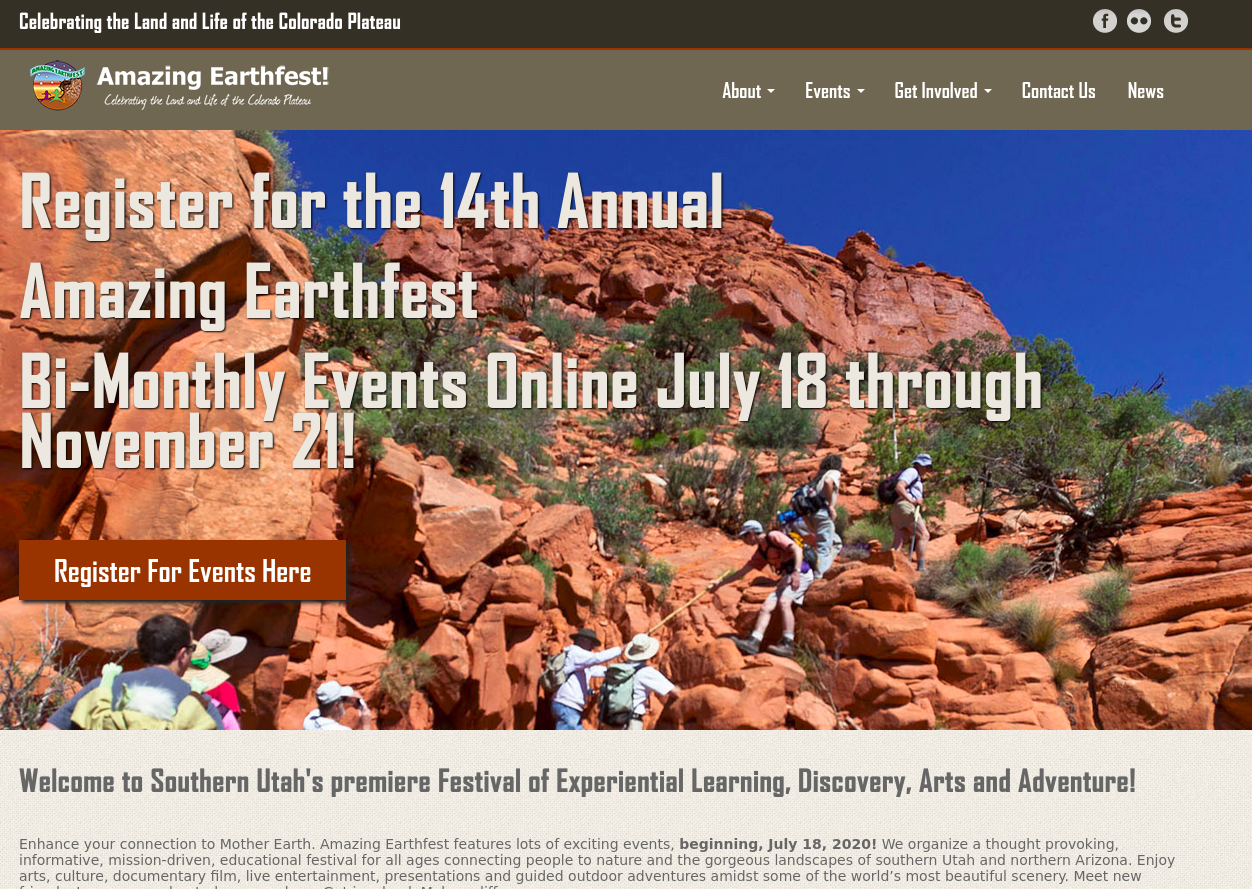 Celebrating the Land and Life of the Colorado Plateau
AMAZING EARTHFEST
Amazing Earthfest!
Celebrating the Land and Life of the Colorado Plateau
About
Events
Get Involved
Contact Us
News
Register for the 14th Annual
Amazing Earthfest
Bi-Monthly Events Online July 18 through
November 21!
Register For Events Here
Welcome to Southern Utah's premiere Festival of Experiential Learning, Discovery, Arts and Adventure!
Enhance your connection to Mother Earth. Amazing Earthfest features lots of exciting events, beginning, July 18, 2020! We organize a thought provoking,
informative, mission-driven, educational festival for all ages connecting people to nature and the gorgeous landscapes of southern Utah and northern Arizona. Enjoy
arts, culture, documentary film, live entertainment, presentations and guided outdoor adventures amidst some of the world’s most beautiful scenery. Meet new